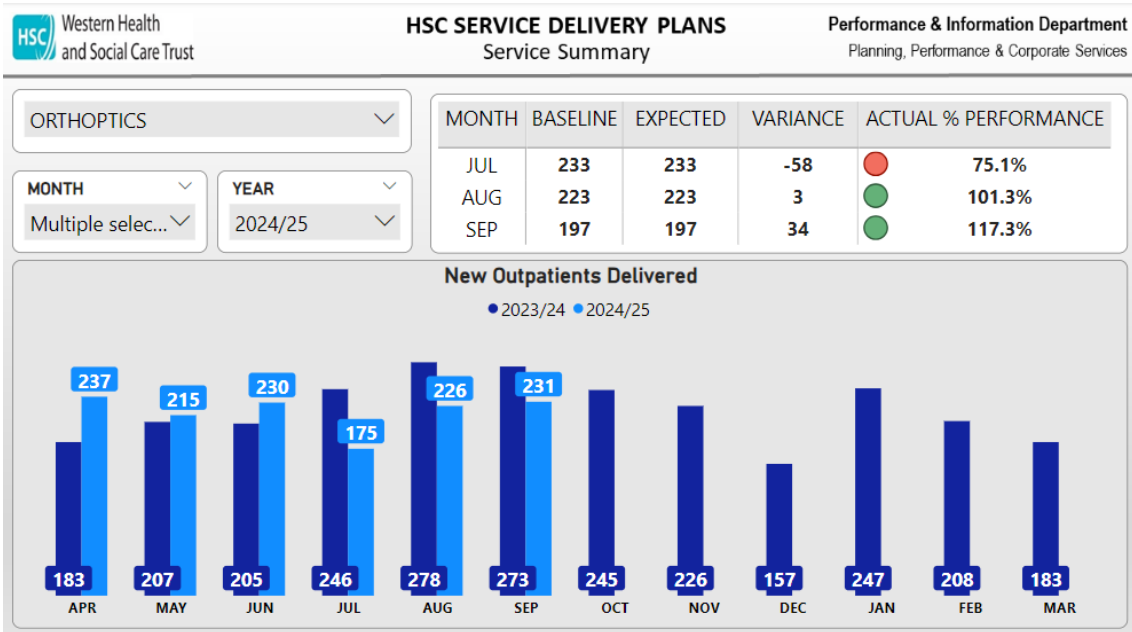 HSC
Western Health
and Social Care Trust
HSC SERVICE DELIVERY PLANS
Service Summary
Performance & Information Department
Planning, Performance & Corporate Services
ORTHOPTICS
MONTH
Multiple selec...
YEAR
2024/25
MONTH BASELINE EXPECTED VARIANCE ACTUAL % PERFORMANCE
JUL 233 233 -58 75.1%
AUG 223 223 3 101.3%
SEP 197 197 34 117.3%
New Outpatients Delivered
2023/24 2024/25
237 215 230 175 226 231
183 207 205 246 278 273 245 226 157 247 208 183
APR MAY JUN JUL AUG SEP OCT NOV DEC JAN FEB MAR